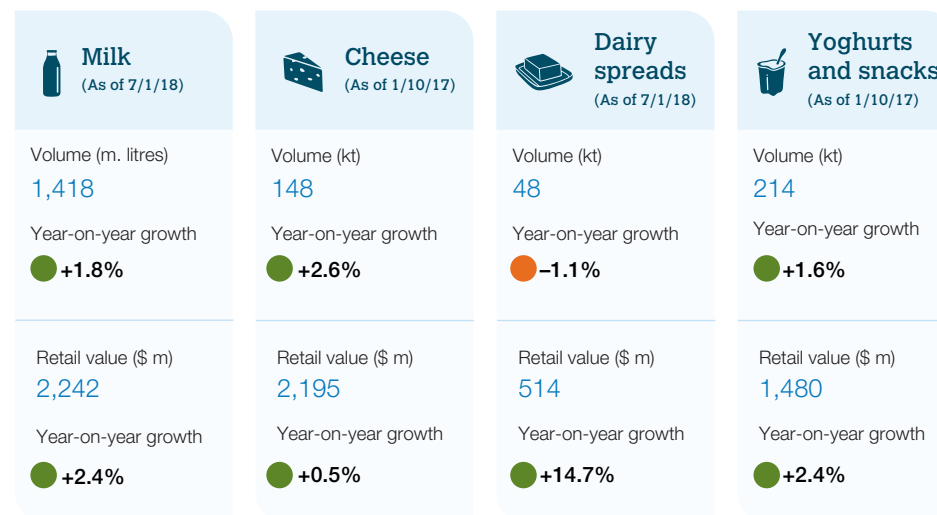 Milk
(As of 7/1/18)
Volume (m. litres)
1,418
Year-on-year growth
+1.8%
Retail value ($ m)
2,242
Year-on-year growth
+2.4%
Cheese
(As of 1/10/17)
Volume (kt)
148
Year-on-year growth
+2.6%
Retail value ($ m)
2,195
Year-on-year growth
+0.5%
Dairy
spreads
(As of 7/1/18)
Volume (kt)
48
Year-on-year growth
–1.1%
Retail value ($ m)
514
Year-on-year growth
+14.7%
Yoghurts
and snacks
(As of 1/10/17)
Volume (kt)
214
Year-on-year growth
+1.6%
Retail value ($ m)
1,480
Year-on-year growth
+2.4%